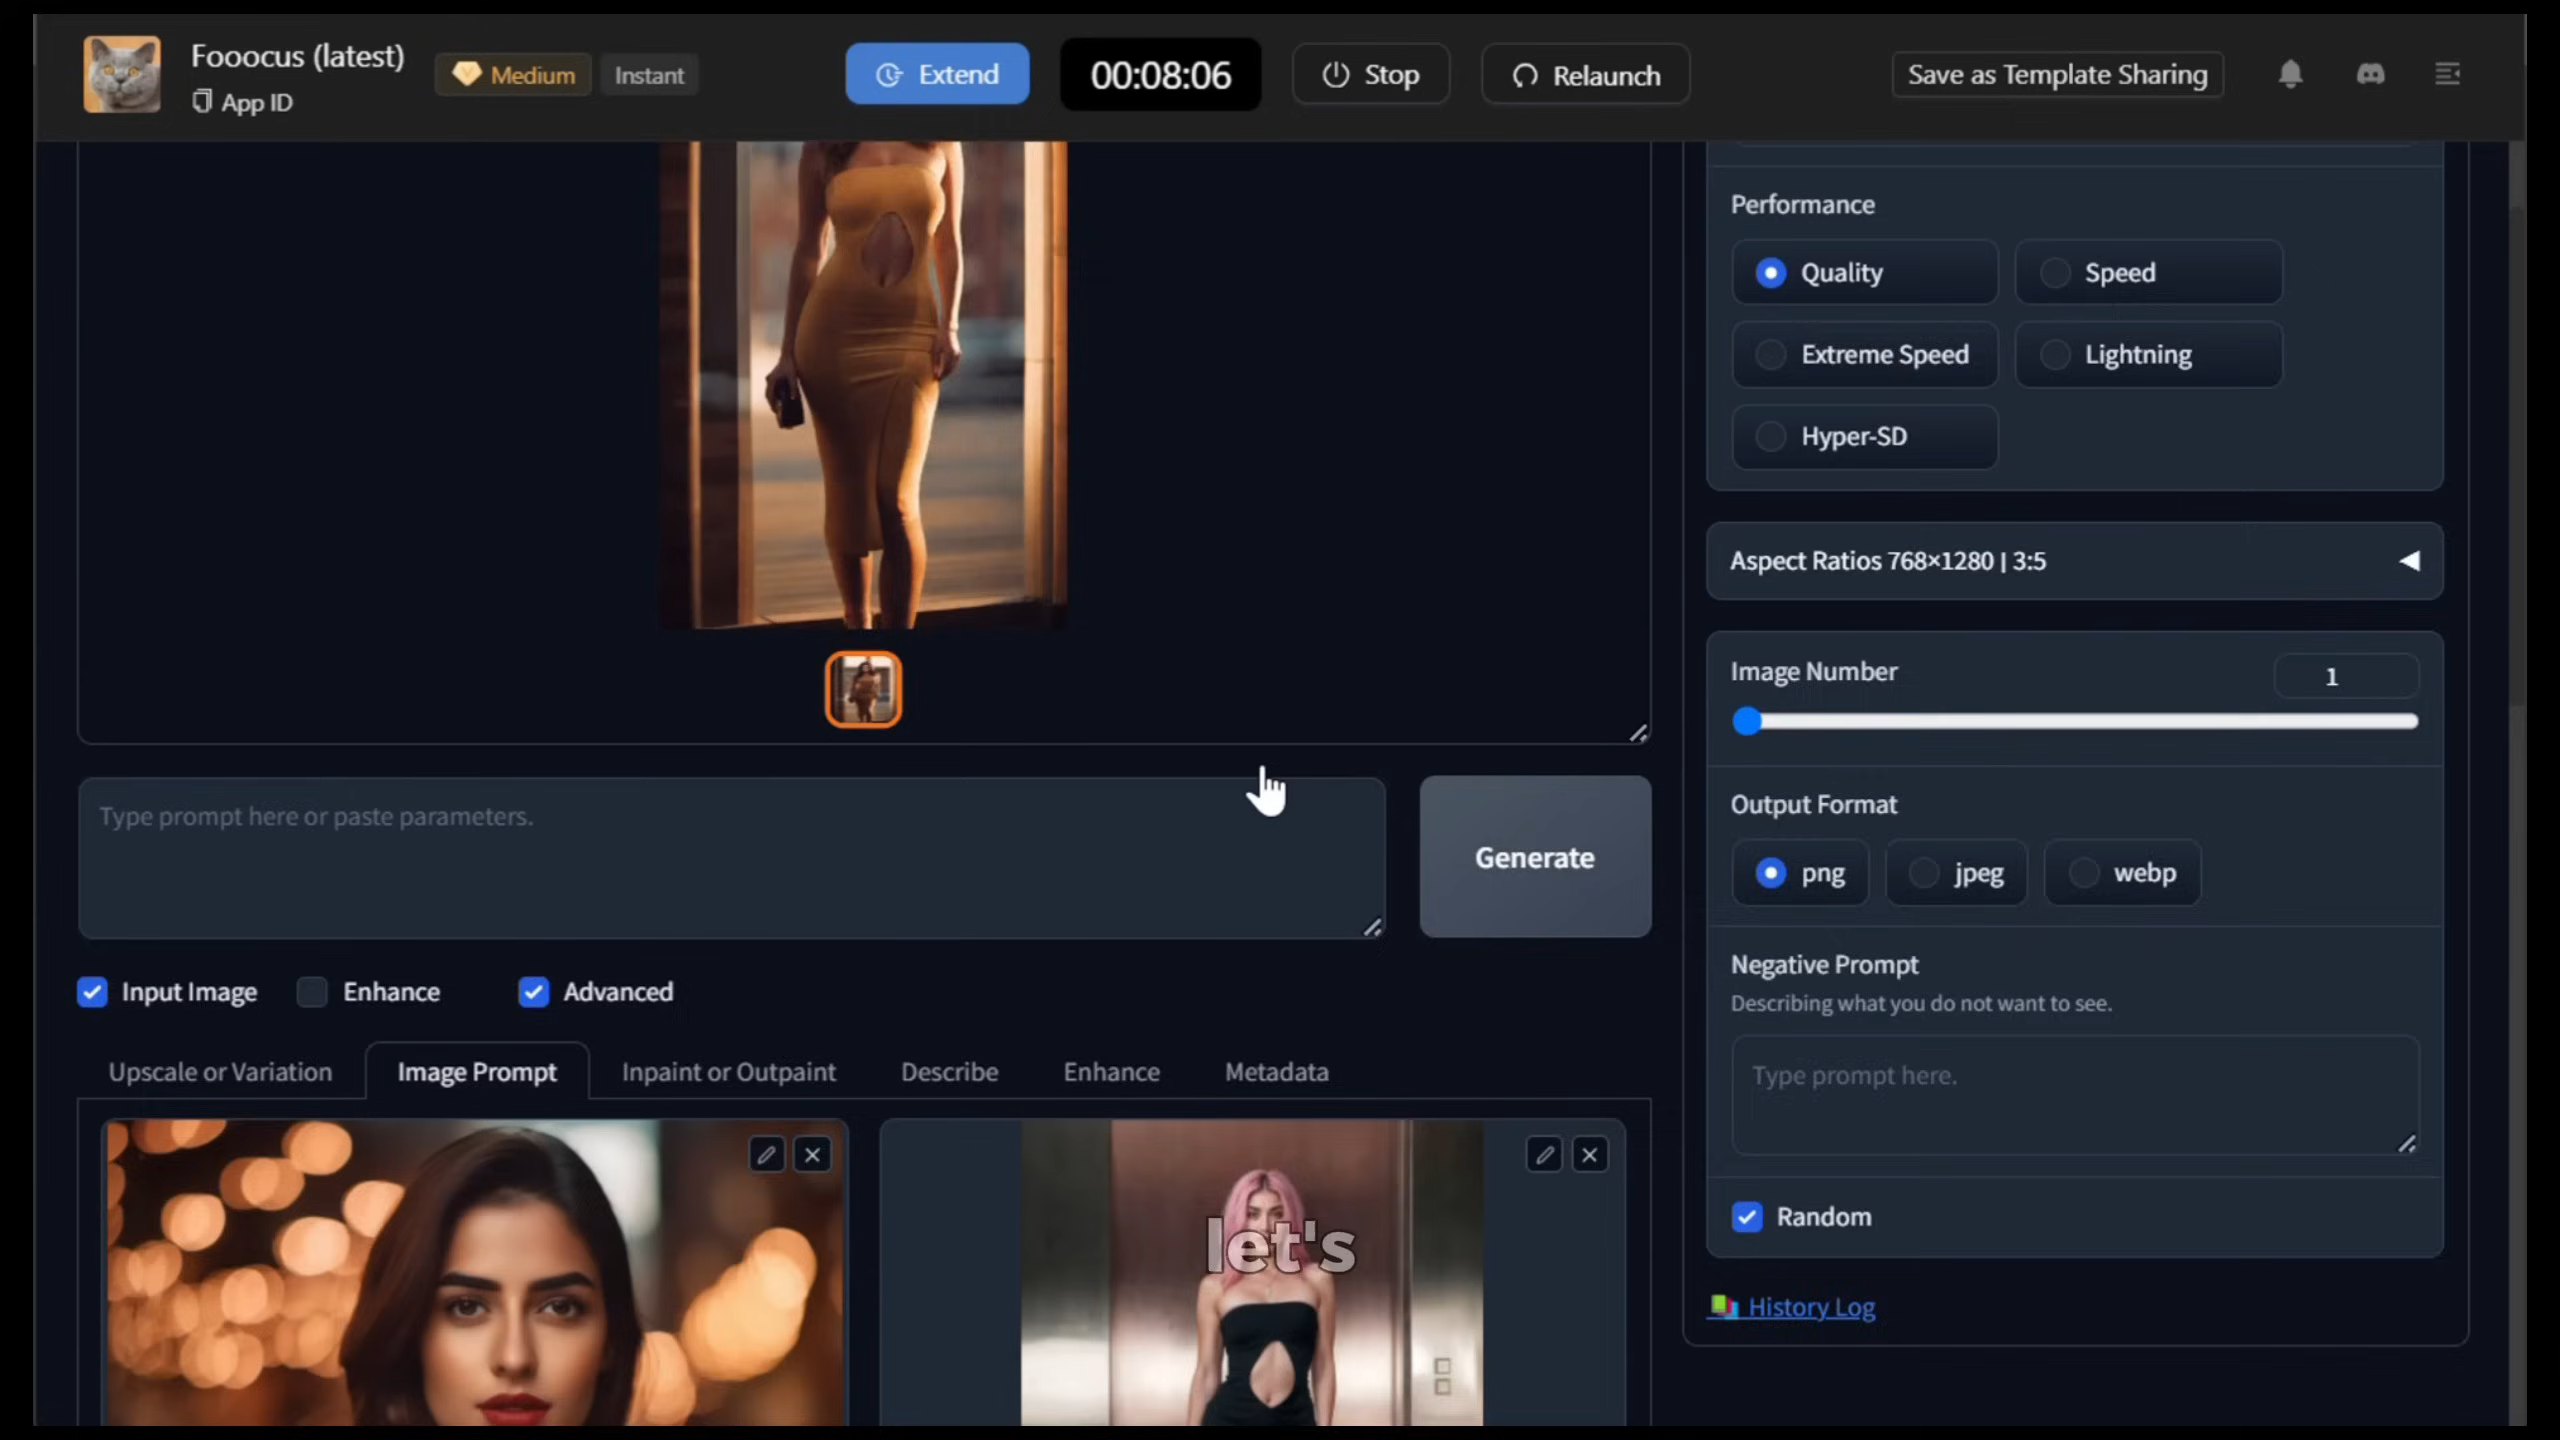 Fooocus (latest)
App ID
Medium
Instant
Extend
00:08:06
Stop
Relaunch
Save as Template Sharing
Performance
Quality
Speed
Extreme Speed
Lightning
Hyper-SD
Aspect Ratios 768×1280 | 3:5
Image Number
1
Output Format
png
jpeg
webp
Negative Prompt
Describing what you do not want to see.
Type prompt here.
Random
History Log
Type prompt here or paste parameters.
Generate
Input Image
Enhance
Advanced
Upscale or Variation
Image Prompt
Inpaint or Outpaint
Describe
Enhance
Metadata
let's